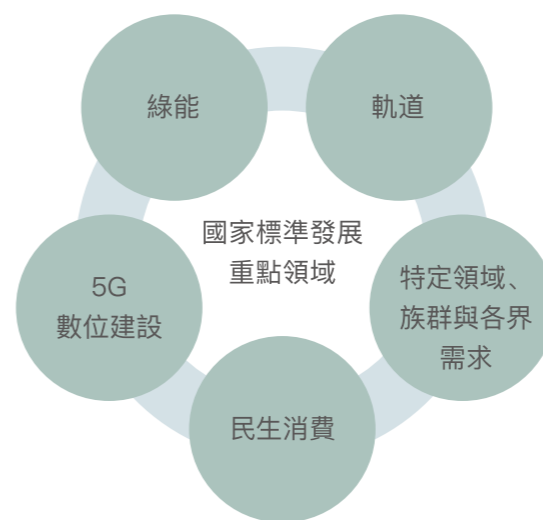 綠能
軌道
國家標準發展
重點領域
5G
數位建設
特定領域、
族群與各界
需求
民生消費